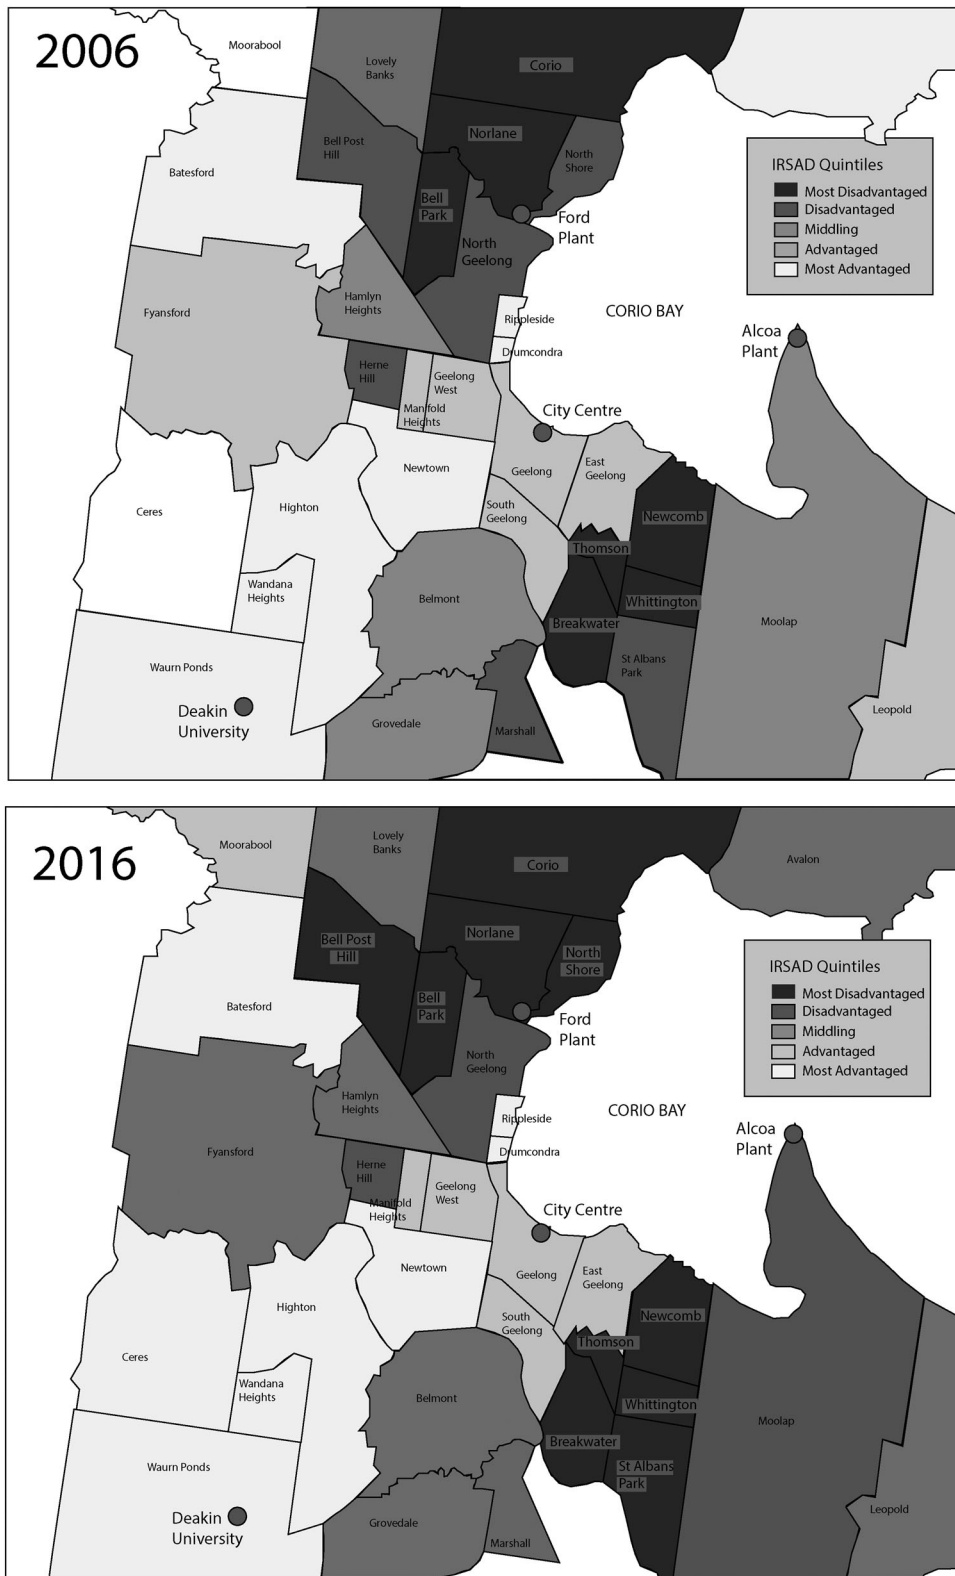 2006
Moorabool
Lovely
Banks
Corio
Bell Post
Hill
Norlane
North
Shore
Batesford
Bell
Park
Ford
Plant
North
Geelong
IRSAD Quintiles
Most Disadvantaged
Disadvantaged
Middling
Advantaged
Most Advantaged
Fyansford
Hamlyn
Heights
Rippleside
CORIO BAY
Drumcondra
Alcoa
Plant
Herne
Hill
Geelong
West
Manifold
Heights
City Centre
Newtown
Geelong
East
Geelong
Ceres
Highton
South
Geelong
Newcomb
Thomson
Wandana
Heights
Belmont
Whittington
Breakwater
Moolap
Waurn Ponds
St Albans
Park
Deakin
University
Grovedale
Marshall
Leopold
2016
Moorabool
Lovely
Banks
Corio
Avalon
Bell Post
Hill
Norlane
North
Shore
Batesford
Bell
Park
Ford
Plant
North
Geelong
IRSAD Quintiles
Most Disadvantaged
Disadvantaged
Middling
Advantaged
Most Advantaged
Hamlyn
Heights
Rippleside
CORIO BAY
Drumcondra
Alcoa
Plant
Fyansford
Herne
Hill
Geelong
West
Manifold
Heights
City Centre
Newtown
Geelong
East
Geelong
Highton
South
Geelong
Newcomb
Thomson
Ceres
Wandana
Heights
Belmont
Whittington
Moolap
Breakwater
Waurn Ponds
St Albans
Park
Deakin
University
Grovedale
Marshall
Leopold